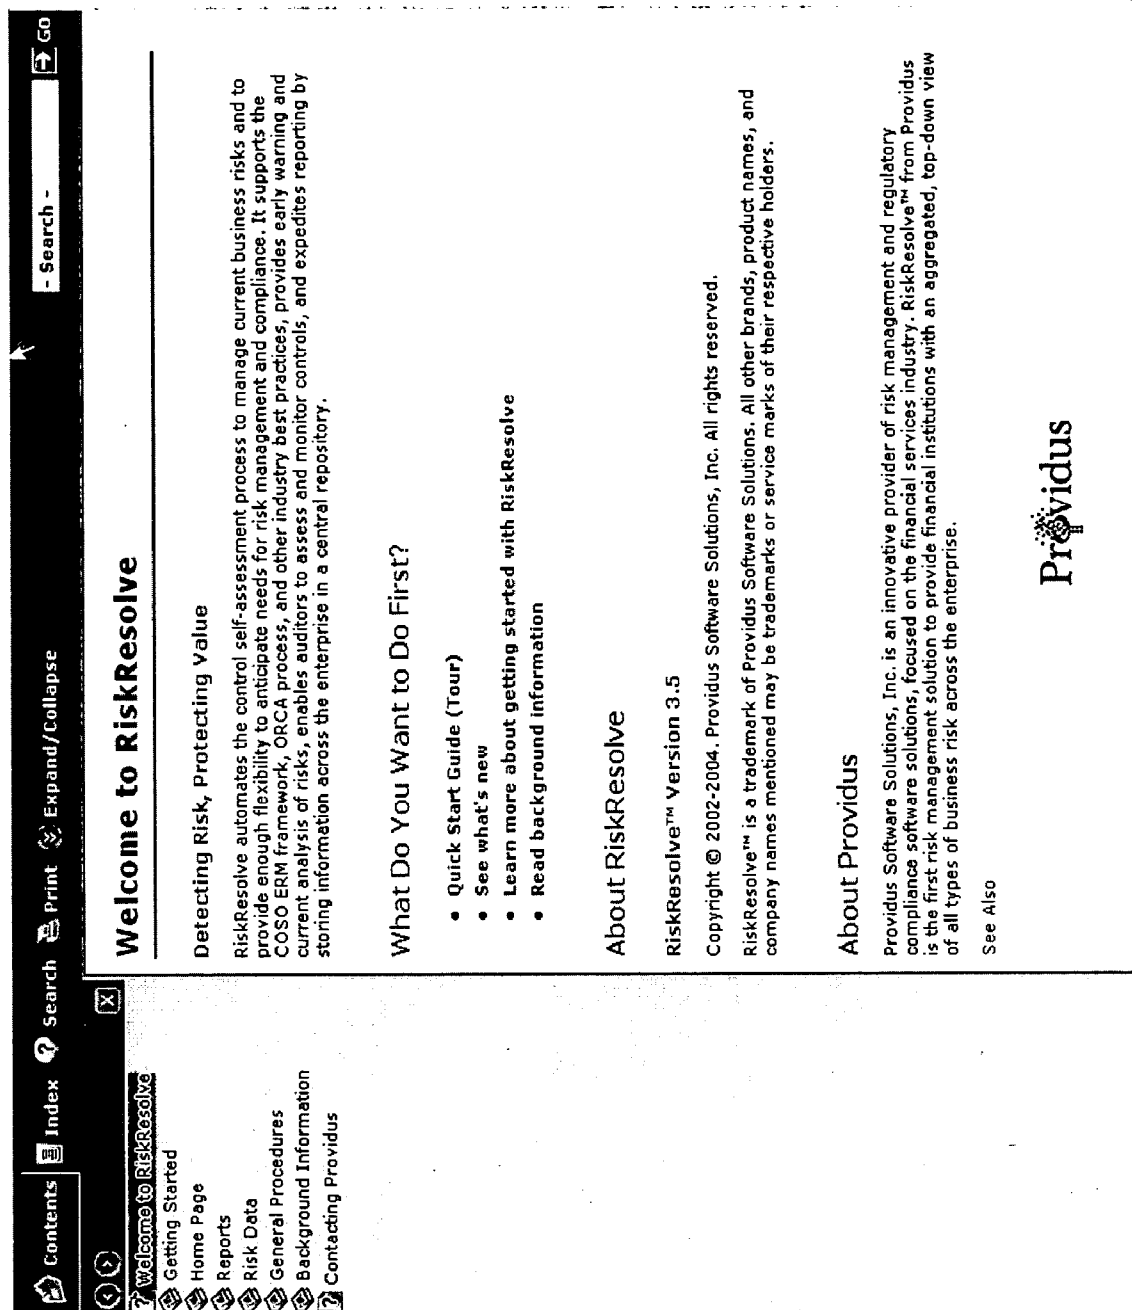 Contents Index Search Print Expand/Collapse - Search - Go
Welcome to RiskResolve
Getting Started
Home Page
Reports
Risk Data
General Procedures
Background Information
Contacting Providus
Welcome to RiskResolve
Detecting Risk, Protecting Value
RiskResolve automates the control self-assessment process to manage current business risks and to
provide enough flexibility to anticipate needs for risk management and compliance. It supports the
COSO ERM framework, ORCA process, and other industry best practices, provides early warning and
current analysis of risks, enables auditors to assess and monitor controls, and expedites reporting by
storing information across the enterprise in a central repository.
What Do You Want to Do First?
• Quick Start Guide (Tour)
• See what's new
• Learn more about getting started with RiskResolve
• Read background information
About RiskResolve
RiskResolve™ Version 3.5
Copyright © 2002-2004. Providus Software Solutions, Inc. All rights reserved.
RiskResolve™ is a trademark of Providus Software Solutions. All other brands, product names, and
company names mentioned may be trademarks or service marks of their respective holders.
About Providus
Providus Software Solutions, Inc. is an innovative provider of risk management and regulatory
compliance software solutions, focused on the financial services industry. RiskResolve™ from Providus
is the first risk management solution to provide financial institutions with an aggregated, top-down view
of all types of business risk across the enterprise.
See Also
Providus